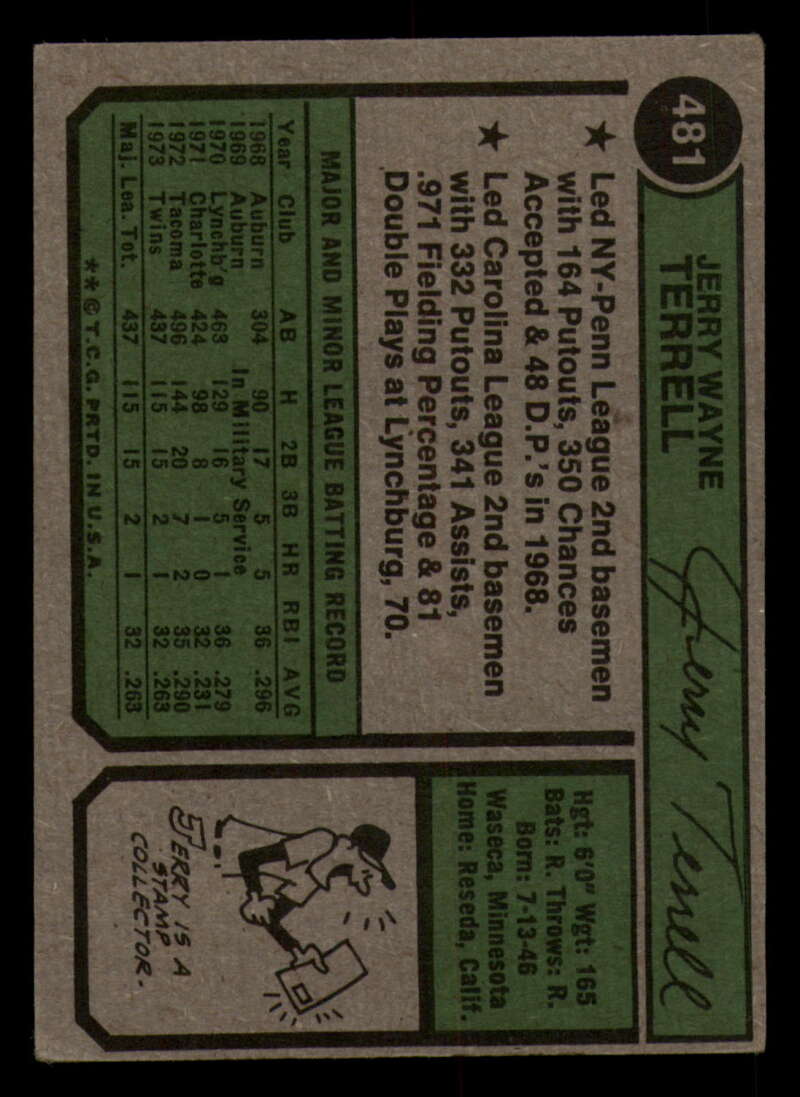 481
JERRY WAYNE
TERRELL
Jerry Terrell
★ Led NY-Penn League 2nd basemen
with 164 Putouts, 350 Chances
Accepted & 48 D.P.'s in 1968.
★ Led Carolina League 2nd basemen
with 332 Putouts, 341 Assists,
.971 Fielding Percentage & 81
Double Plays at Lynchburg, 70.
MAJOR AND MINOR LEAGUE BATTING RECORD
Year Club AB H 2B 3B HR RBI AVG
1968 Auburn 304 90 17 5 5 36 .296
1969 Auburn In Military Service
1970 Lynchb'g 463 129 16 5 1 36 .279
1971 Charlotte 424 98 8 1 0 32 .231
1972 Tacoma 496 144 20 7 2 35 .290
1973 Twins 437 115 15 2 1 32 .263
Maj. Lea. Tot. 437 115 15 2 1 32 .263
**© T.C.G. PRTD. IN U.S.A.
Hgt: 6'0" Wgt: 165
Bats: R. Throws: R.
Born: 7-13-46
Waseca, Minnesota
Home: Reseda, Calif.
JERRY IS A
STAMP
COLLECTOR.